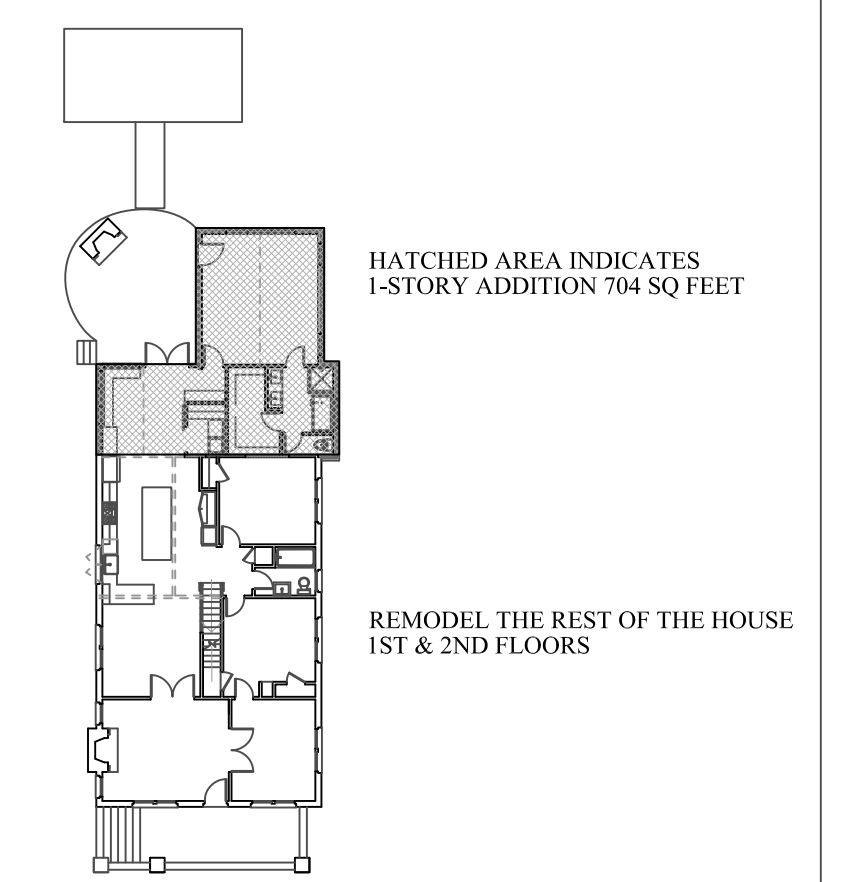 HATCHED AREA INDICATES
1-STORY ADDITION 704 SQ FEET
REMODEL THE REST OF THE HOUSE
1ST & 2ND FLOORS